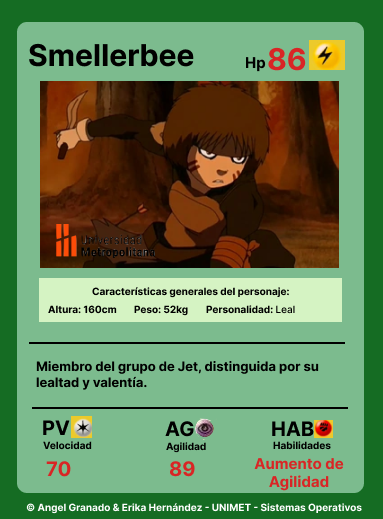 Smellerbee
Hp 86
Universidad
Metropolitana
Características generales del personaje:
Altura: 160cm Peso: 52kg Personalidad: Leal
Miembro del grupo de Jet, distinguida por su
lealtad y valentía.
PV AG HAB
Velocidad Agilidad Habilidades
70 89 Aumento de
Agilidad
© Angel Granado & Erika Hernández - UNIMET - Sistemas Operativos